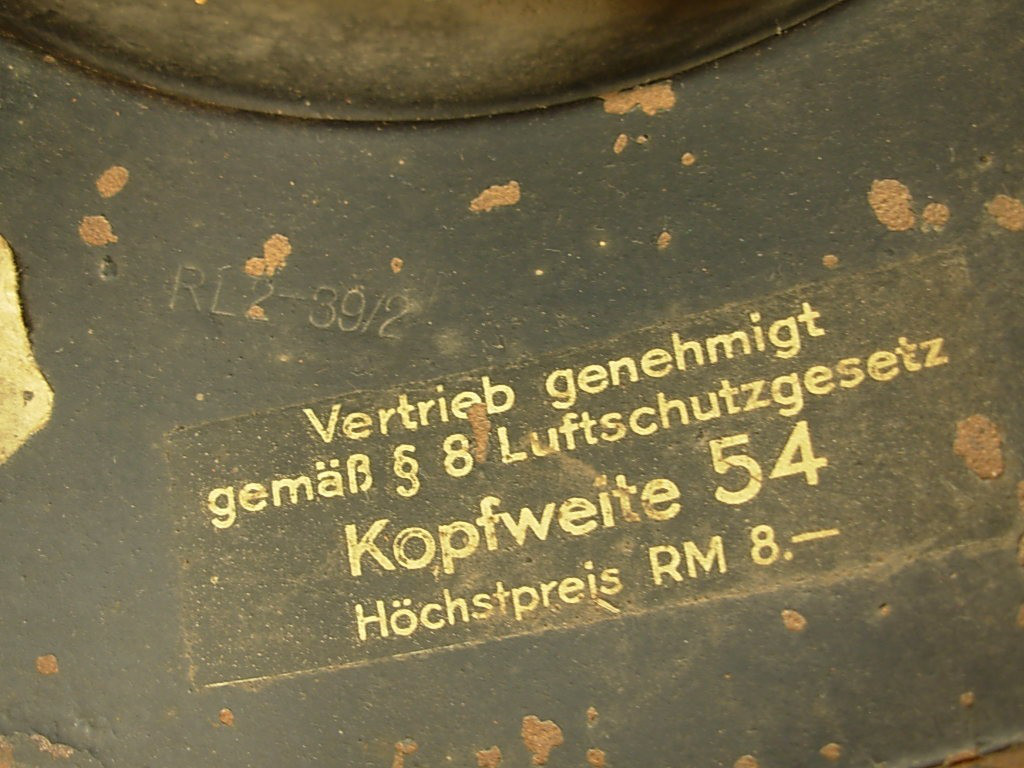 RL2-39/2
Vertrieb genehmigt
gemäß § 8 Luftschutzgesetz
Kopfweite 54
Höchstpreis RM 8.—